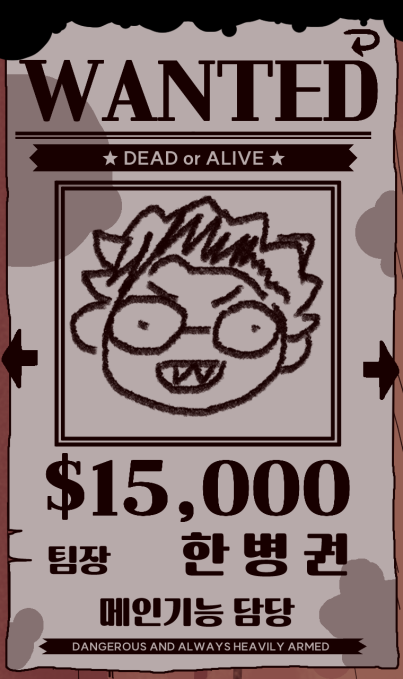 WANTED
★ DEAD or ALIVE ★
$15,000
팀장 한병권
메인기능 담당
DANGEROUS AND ALWAYS HEAVILY ARMED